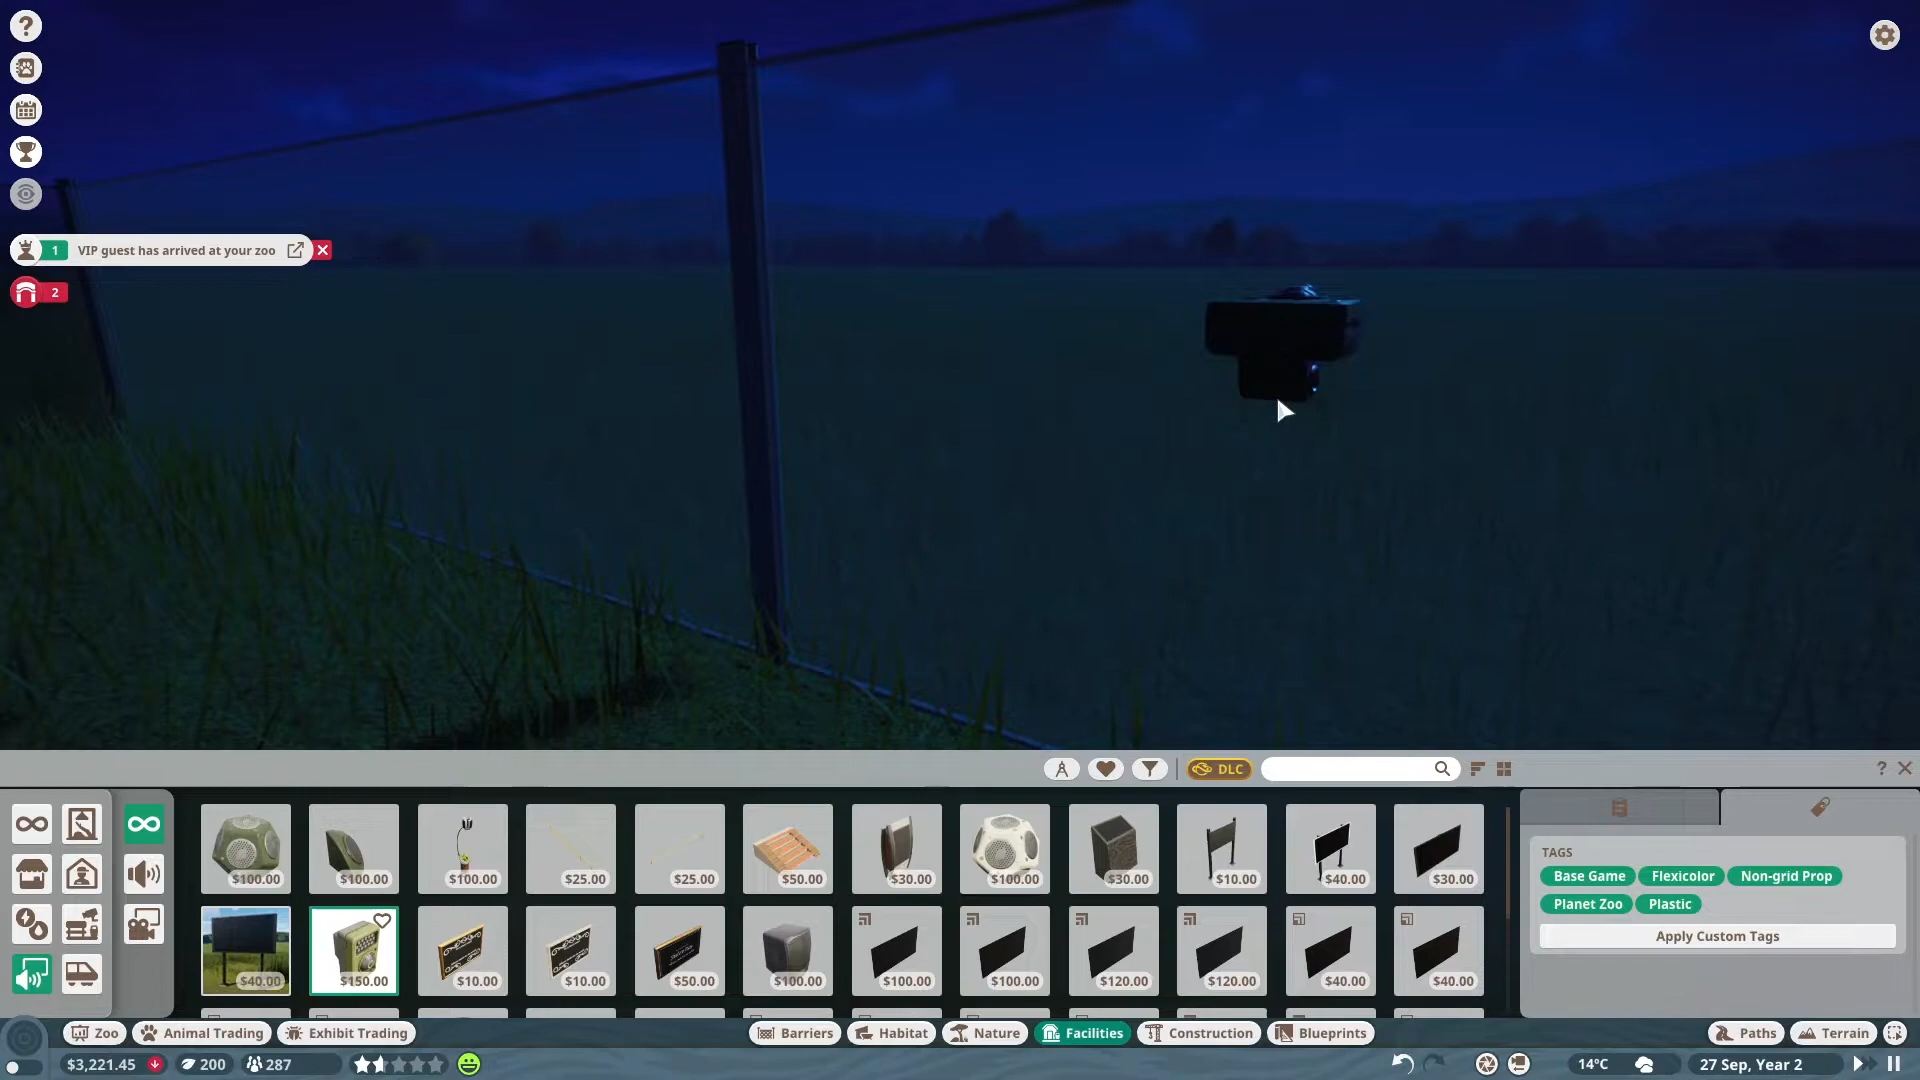 1 VIP guest has arrived at your zoo
2
DLC
$100.00 $100.00 $100.00 $25.00 $25.00 $50.00 $30.00 $100.00 $30.00 $10.00 $40.00 $30.00
$40.00 $150.00 $10.00 $10.00 $50.00 $100.00 $100.00 $100.00 $120.00 $120.00 $40.00 $40.00
TAGS
Base Game Flexicolor Non-grid Prop
Planet Zoo Plastic
Apply Custom Tags
Zoo Animal Trading Exhibit Trading Barriers Habitat Nature Facilities Construction Blueprints Paths Terrain
$3,221.45 200 287 14°C 27 Sep, Year 2